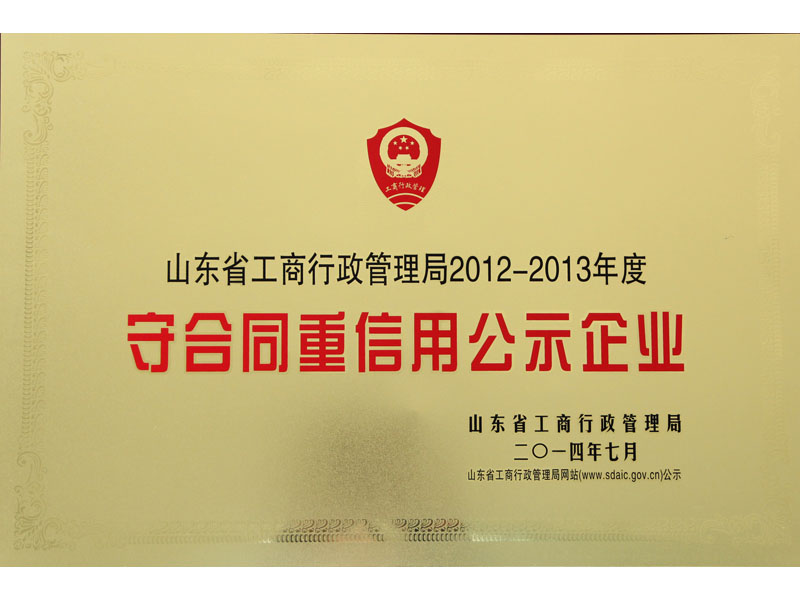 工商行政管理
山东省工商行政管理局2012-2013年度
守合同重信用公示企业
山东省工商行政管理局
二〇一四年七月
山东省工商行政管理局网站(www.sdaic.gov.cn)公示